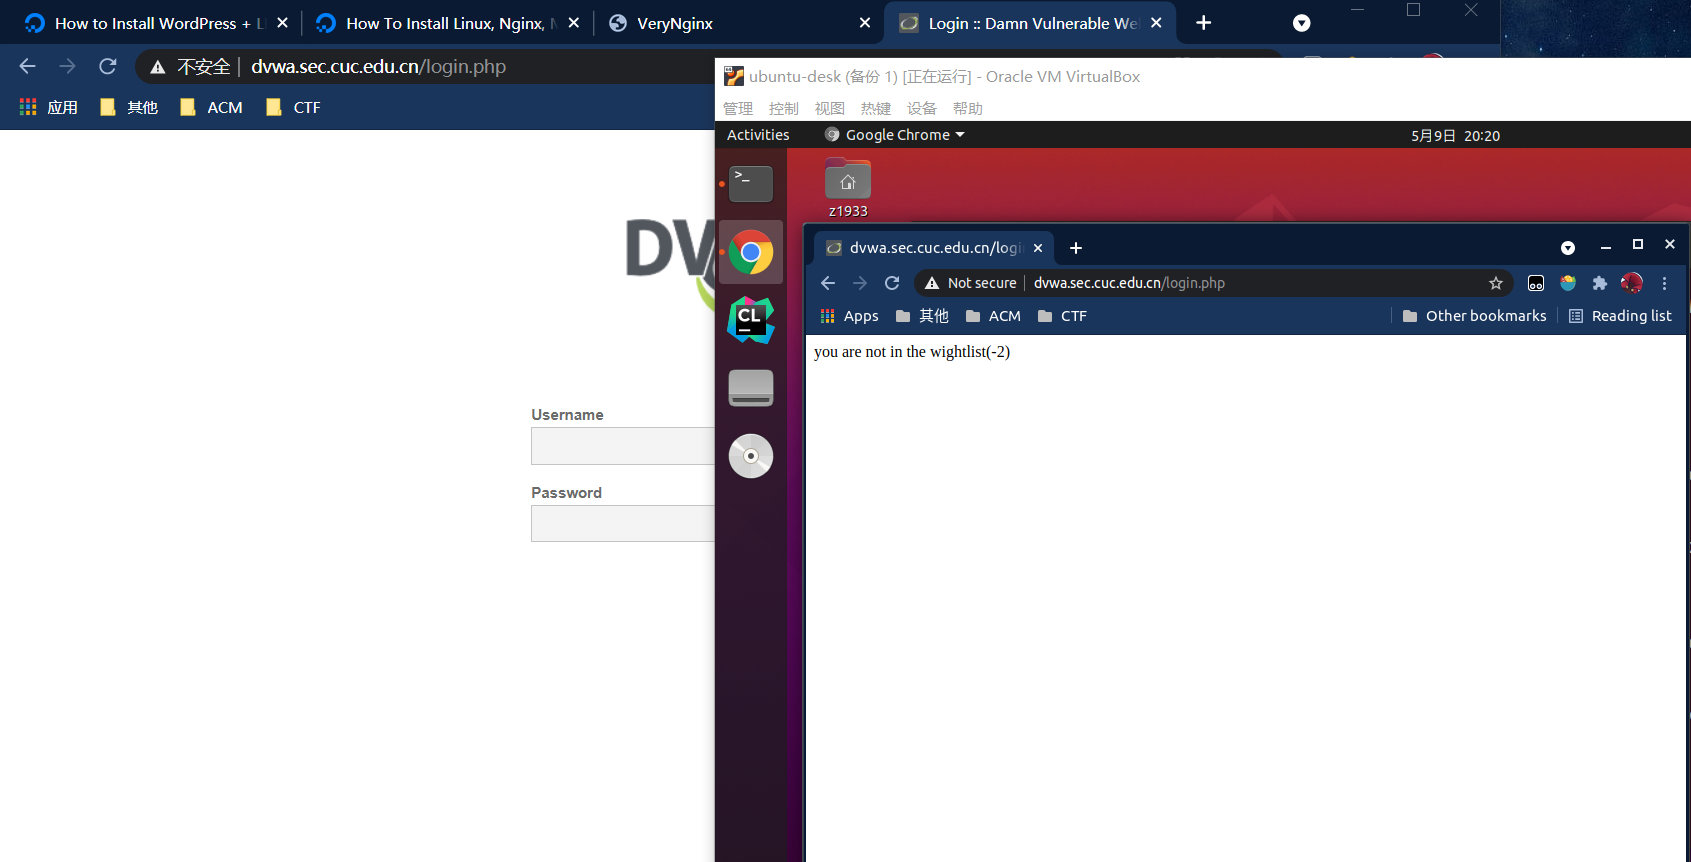 How to Install WordPress + L
How To Install Linux, Nginx,
VeryNginx
Login :: Damn Vulnerable We
不安全
dvwa.sec.cuc.edu.cn/login.php
应用
其他
ACM
CTF
DV
Username
Password
ubuntu-desk (备份 1) [正在运行] - Oracle VM VirtualBox
管理 控制 视图 热键 设备 帮助
Activities
Google Chrome
5月9日 20:20
>_
CL
z1933
dvwa.sec.cuc.edu.cn/logi
Not secure
dvwa.sec.cuc.edu.cn/login.php
Apps
其他
ACM
CTF
Other bookmarks
Reading list
you are not in the wightlist(-2)